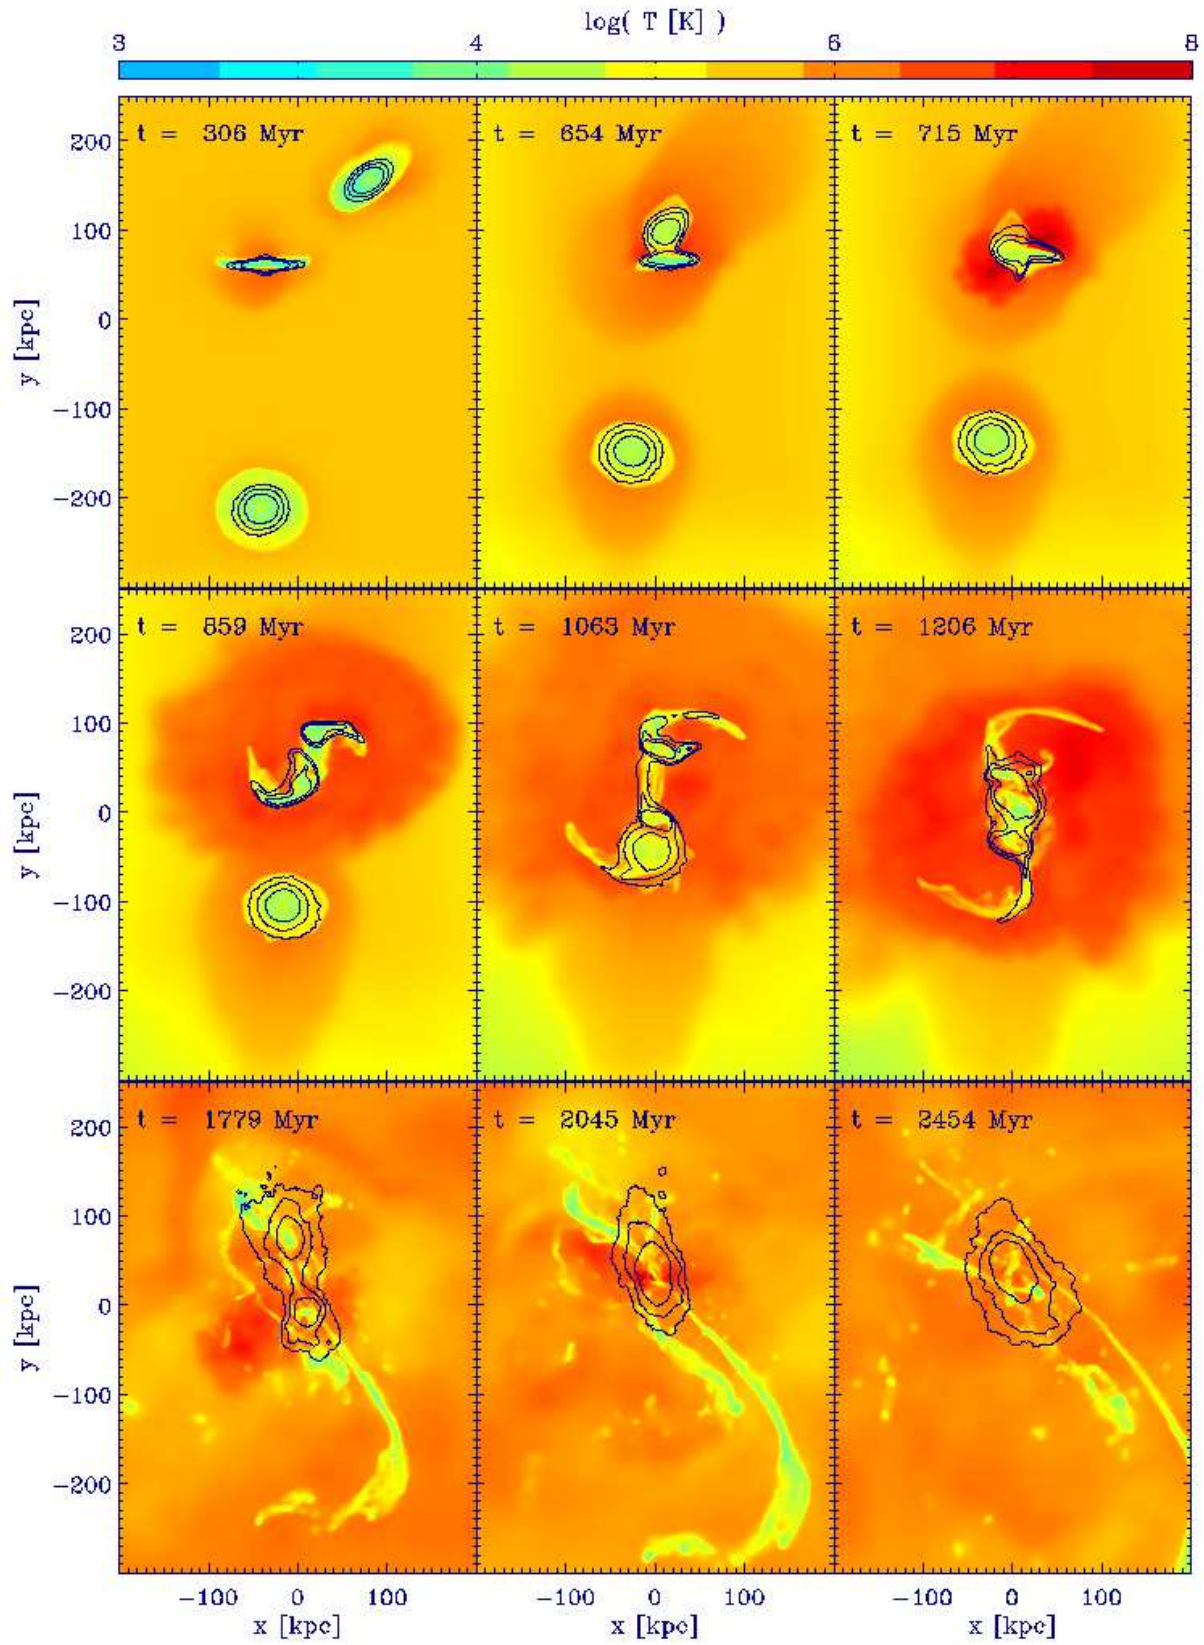 log( T [K] )
3 4 6 8
t = 306 Myr t = 654 Myr t = 715 Myr
200
100
0
-100
-200
y [kpc]
t = 859 Myr t = 1063 Myr t = 1206 Myr
200
100
0
-100
-200
y [kpc]
t = 1779 Myr t = 2045 Myr t = 2454 Myr
200
100
0
-100
-200
y [kpc]
-100 0 100 -100 0 100 -100 0 100
x [kpc] x [kpc] x [kpc]